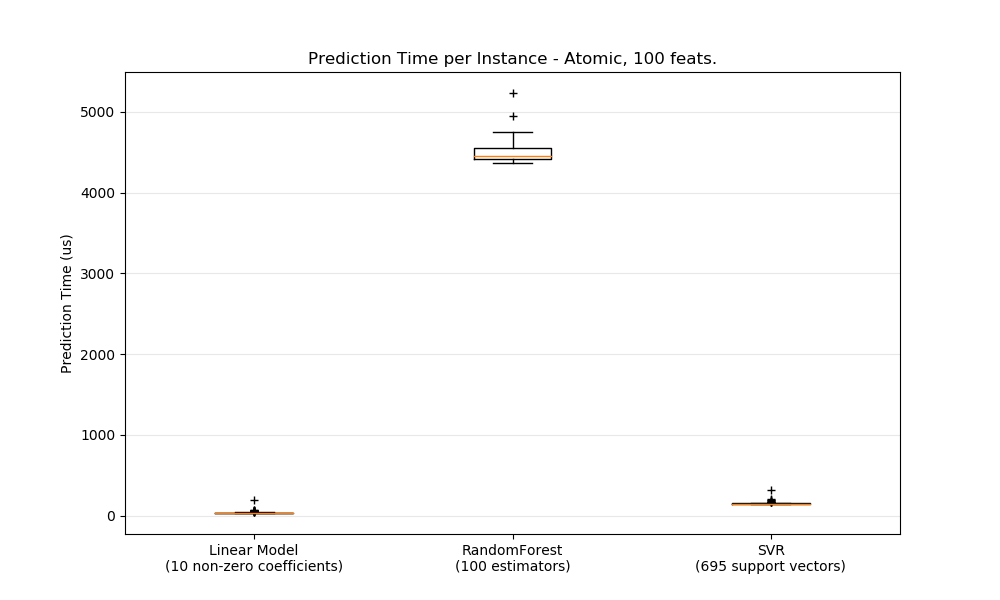 Prediction Time per Instance - Atomic, 100 feats.
Prediction Time (us)
5000
4000
3000
2000
1000
0
Linear Model
(10 non-zero coefficients)
RandomForest
(100 estimators)
SVR
(695 support vectors)